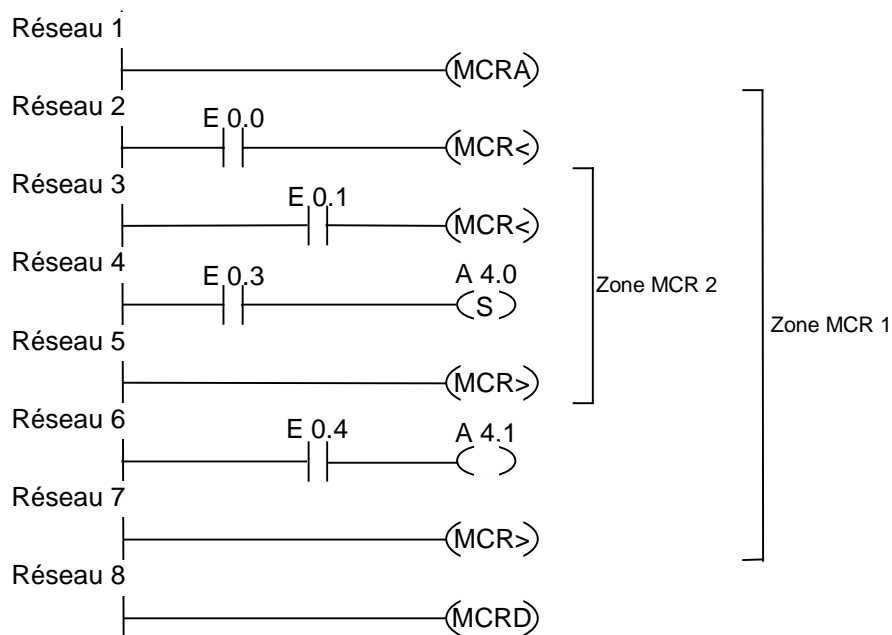 Réseau 1
(MCRA)
Réseau 2
E 0.0
(MCR<)
Réseau 3
E 0.1
(MCR<)
Réseau 4
E 0.3
A 4.0
(S)
Zone MCR 2
Réseau 5
(MCR>)
Zone MCR 1
Réseau 6
E 0.4
A 4.1
( )
Réseau 7
(MCR>)
Réseau 8
(MCRD)